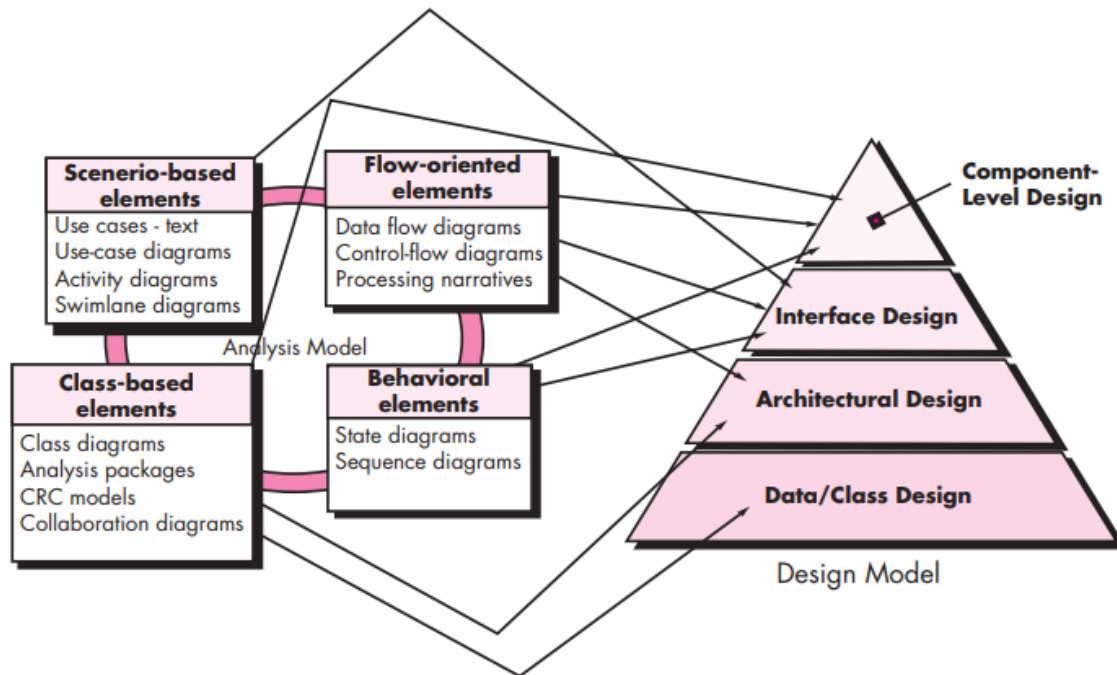 Scenerio-based
elements
Use cases - text
Use-case diagrams
Activity diagrams
Swimlane diagrams
Flow-oriented
elements
Data flow diagrams
Control-flow diagrams
Processing narratives
Analysis Model
Class-based
elements
Class diagrams
Analysis packages
CRC models
Collaboration diagrams
Behavioral
elements
State diagrams
Sequence diagrams
Component-
Level Design
Interface Design
Architectural Design
Data/Class Design
Design Model